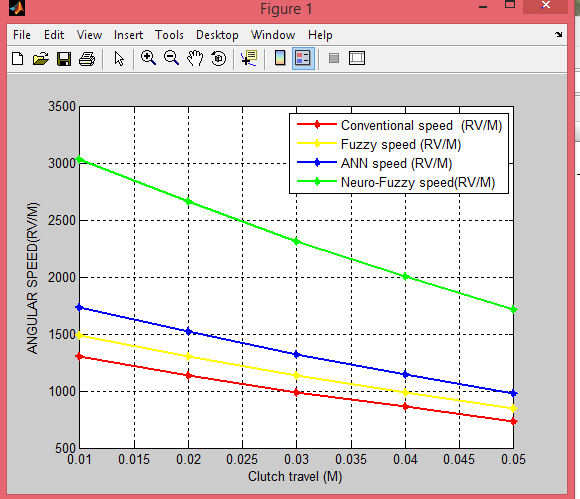 Figure 1
File Edit View Insert Tools Desktop Window Help
3500
3000
2500
2000
1500
1000
500
ANGULAR SPEED(RV/M)
Conventional speed (RV/M)
Fuzzy speed (RV/M)
ANN speed (RV/M)
Neuro-Fuzzy speed(RV/M)
0.01 0.015 0.02 0.025 0.03 0.035 0.04 0.045 0.05
Clutch travel (M)